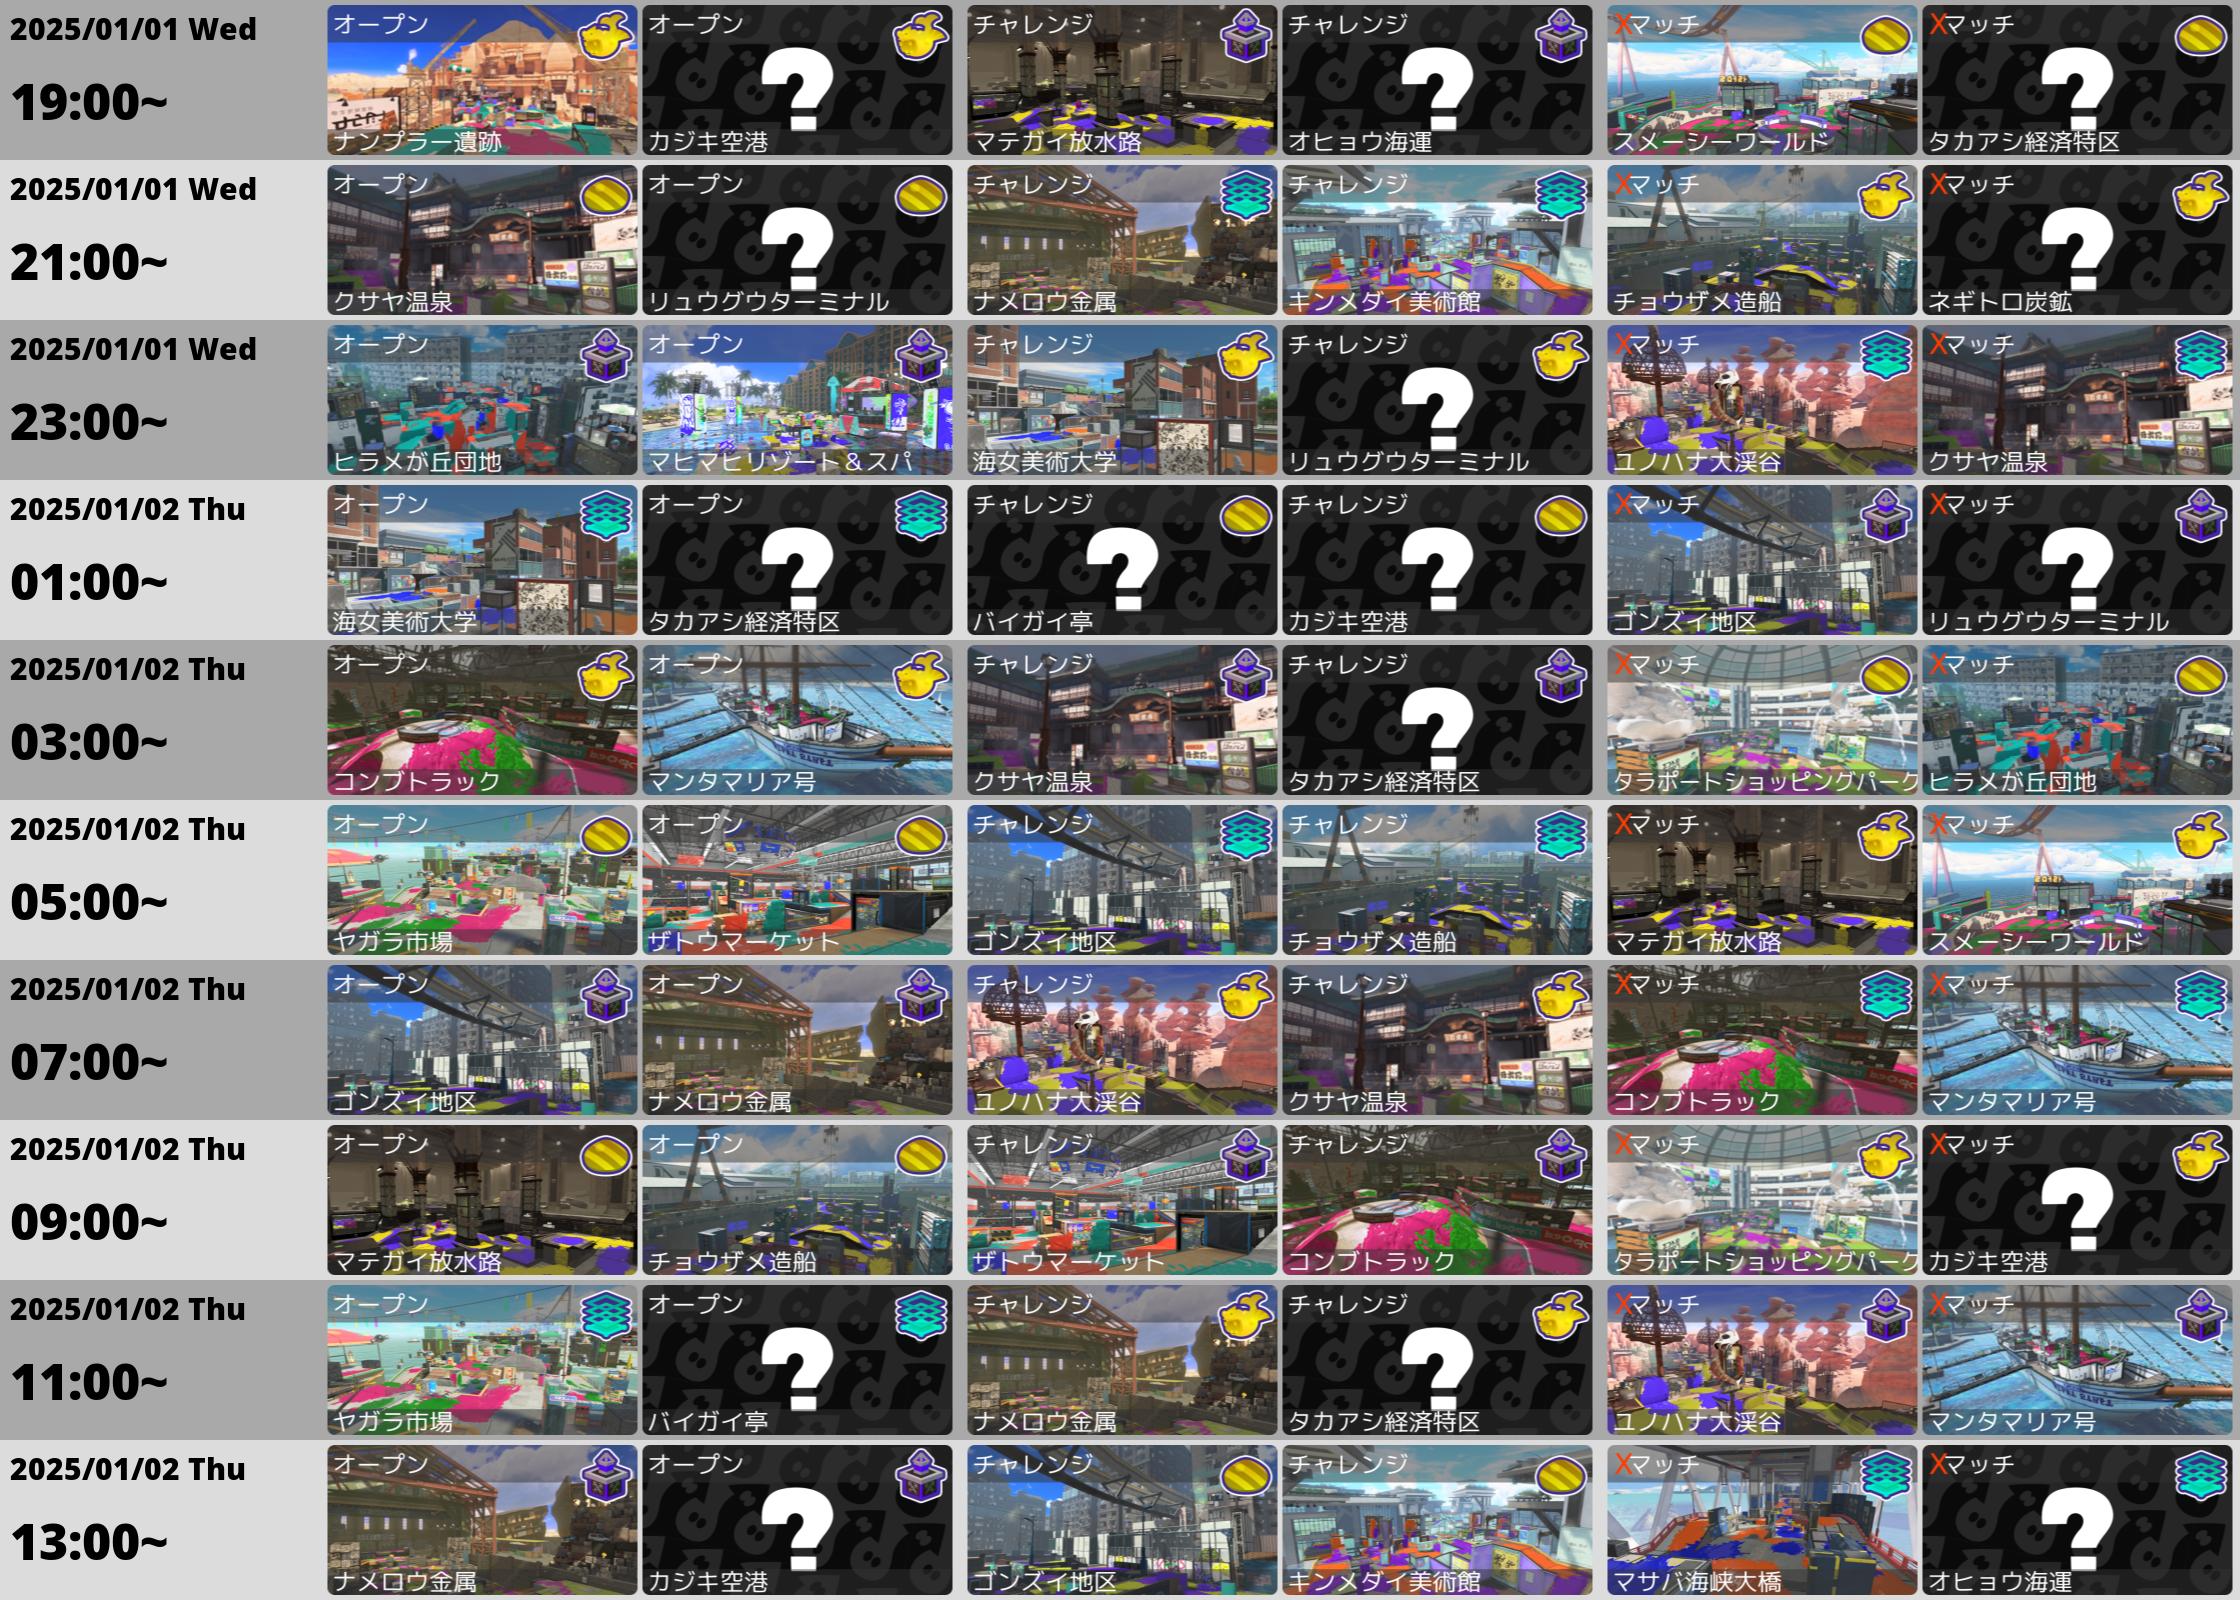 2025/01/01 Wed
19:00~
オープン
ナンプラー遺跡
オープン
カジキ空港
チャレンジ
マテガイ放水路
チャレンジ
オヒョウ海運
Xマッチ
スメーシーワールド
Xマッチ
タカアシ経済特区
2025/01/01 Wed
21:00~
オープン
クサヤ温泉
オープン
リュウグウターミナル
チャレンジ
ナメロウ金属
チャレンジ
キンメダイ美術館
Xマッチ
チョウザメ造船
Xマッチ
ネギトロ炭鉱
2025/01/01 Wed
23:00~
オープン
ヒラメが丘団地
オープン
マヒマヒリゾート＆スパ
チャレンジ
海女美術大学
チャレンジ
リュウグウターミナル
Xマッチ
ユノハナ大渓谷
Xマッチ
クサヤ温泉
2025/01/02 Thu
01:00~
オープン
海女美術大学
オープン
タカアシ経済特区
チャレンジ
バイガイ亭
チャレンジ
カジキ空港
Xマッチ
ゴンズイ地区
Xマッチ
リュウグウターミナル
2025/01/02 Thu
03:00~
オープン
コンブトラック
オープン
マンタマリア号
チャレンジ
クサヤ温泉
チャレンジ
タカアシ経済特区
Xマッチ
タラポートショッピングパーク
Xマッチ
ヒラメが丘団地
2025/01/02 Thu
05:00~
オープン
ヤガラ市場
オープン
ザトウマーケット
チャレンジ
ゴンズイ地区
チャレンジ
チョウザメ造船
Xマッチ
マテガイ放水路
Xマッチ
スメーシーワールド
2025/01/02 Thu
07:00~
オープン
ゴンズイ地区
オープン
ナメロウ金属
チャレンジ
ユノハナ大渓谷
チャレンジ
クサヤ温泉
Xマッチ
コンブトラック
Xマッチ
マンタマリア号
2025/01/02 Thu
09:00~
オープン
マテガイ放水路
オープン
チョウザメ造船
チャレンジ
ザトウマーケット
チャレンジ
コンブトラック
Xマッチ
タラポートショッピングパーク
Xマッチ
カジキ空港
2025/01/02 Thu
11:00~
オープン
ヤガラ市場
オープン
バイガイ亭
チャレンジ
ナメロウ金属
チャレンジ
タカアシ経済特区
Xマッチ
ユノハナ大渓谷
Xマッチ
マンタマリア号
2025/01/02 Thu
13:00~
オープン
ナメロウ金属
オープン
カジキ空港
チャレンジ
ゴンズイ地区
チャレンジ
キンメダイ美術館
Xマッチ
マサバ海峡大橋
Xマッチ
オヒョウ海運